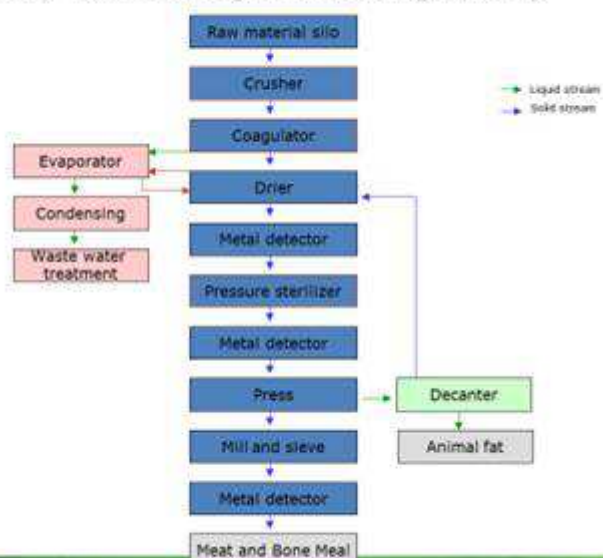 Raw material silo
Crusher
Liquid stream
Solid stream
Coagulator
Evaporator
Drier
Condensing
Metal detector
Waste water
treatment
Pressure sterilizer
Metal detector
Press
Decanter
Mill and sieve
Animal fat
Metal detector
Meat and Bone Meal